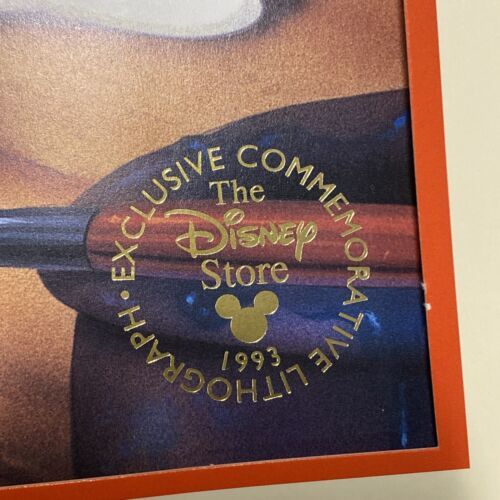 · EXCLUSIVE COMMEMORATIVE LITHOGRAPH
The
Disney
Store
1993